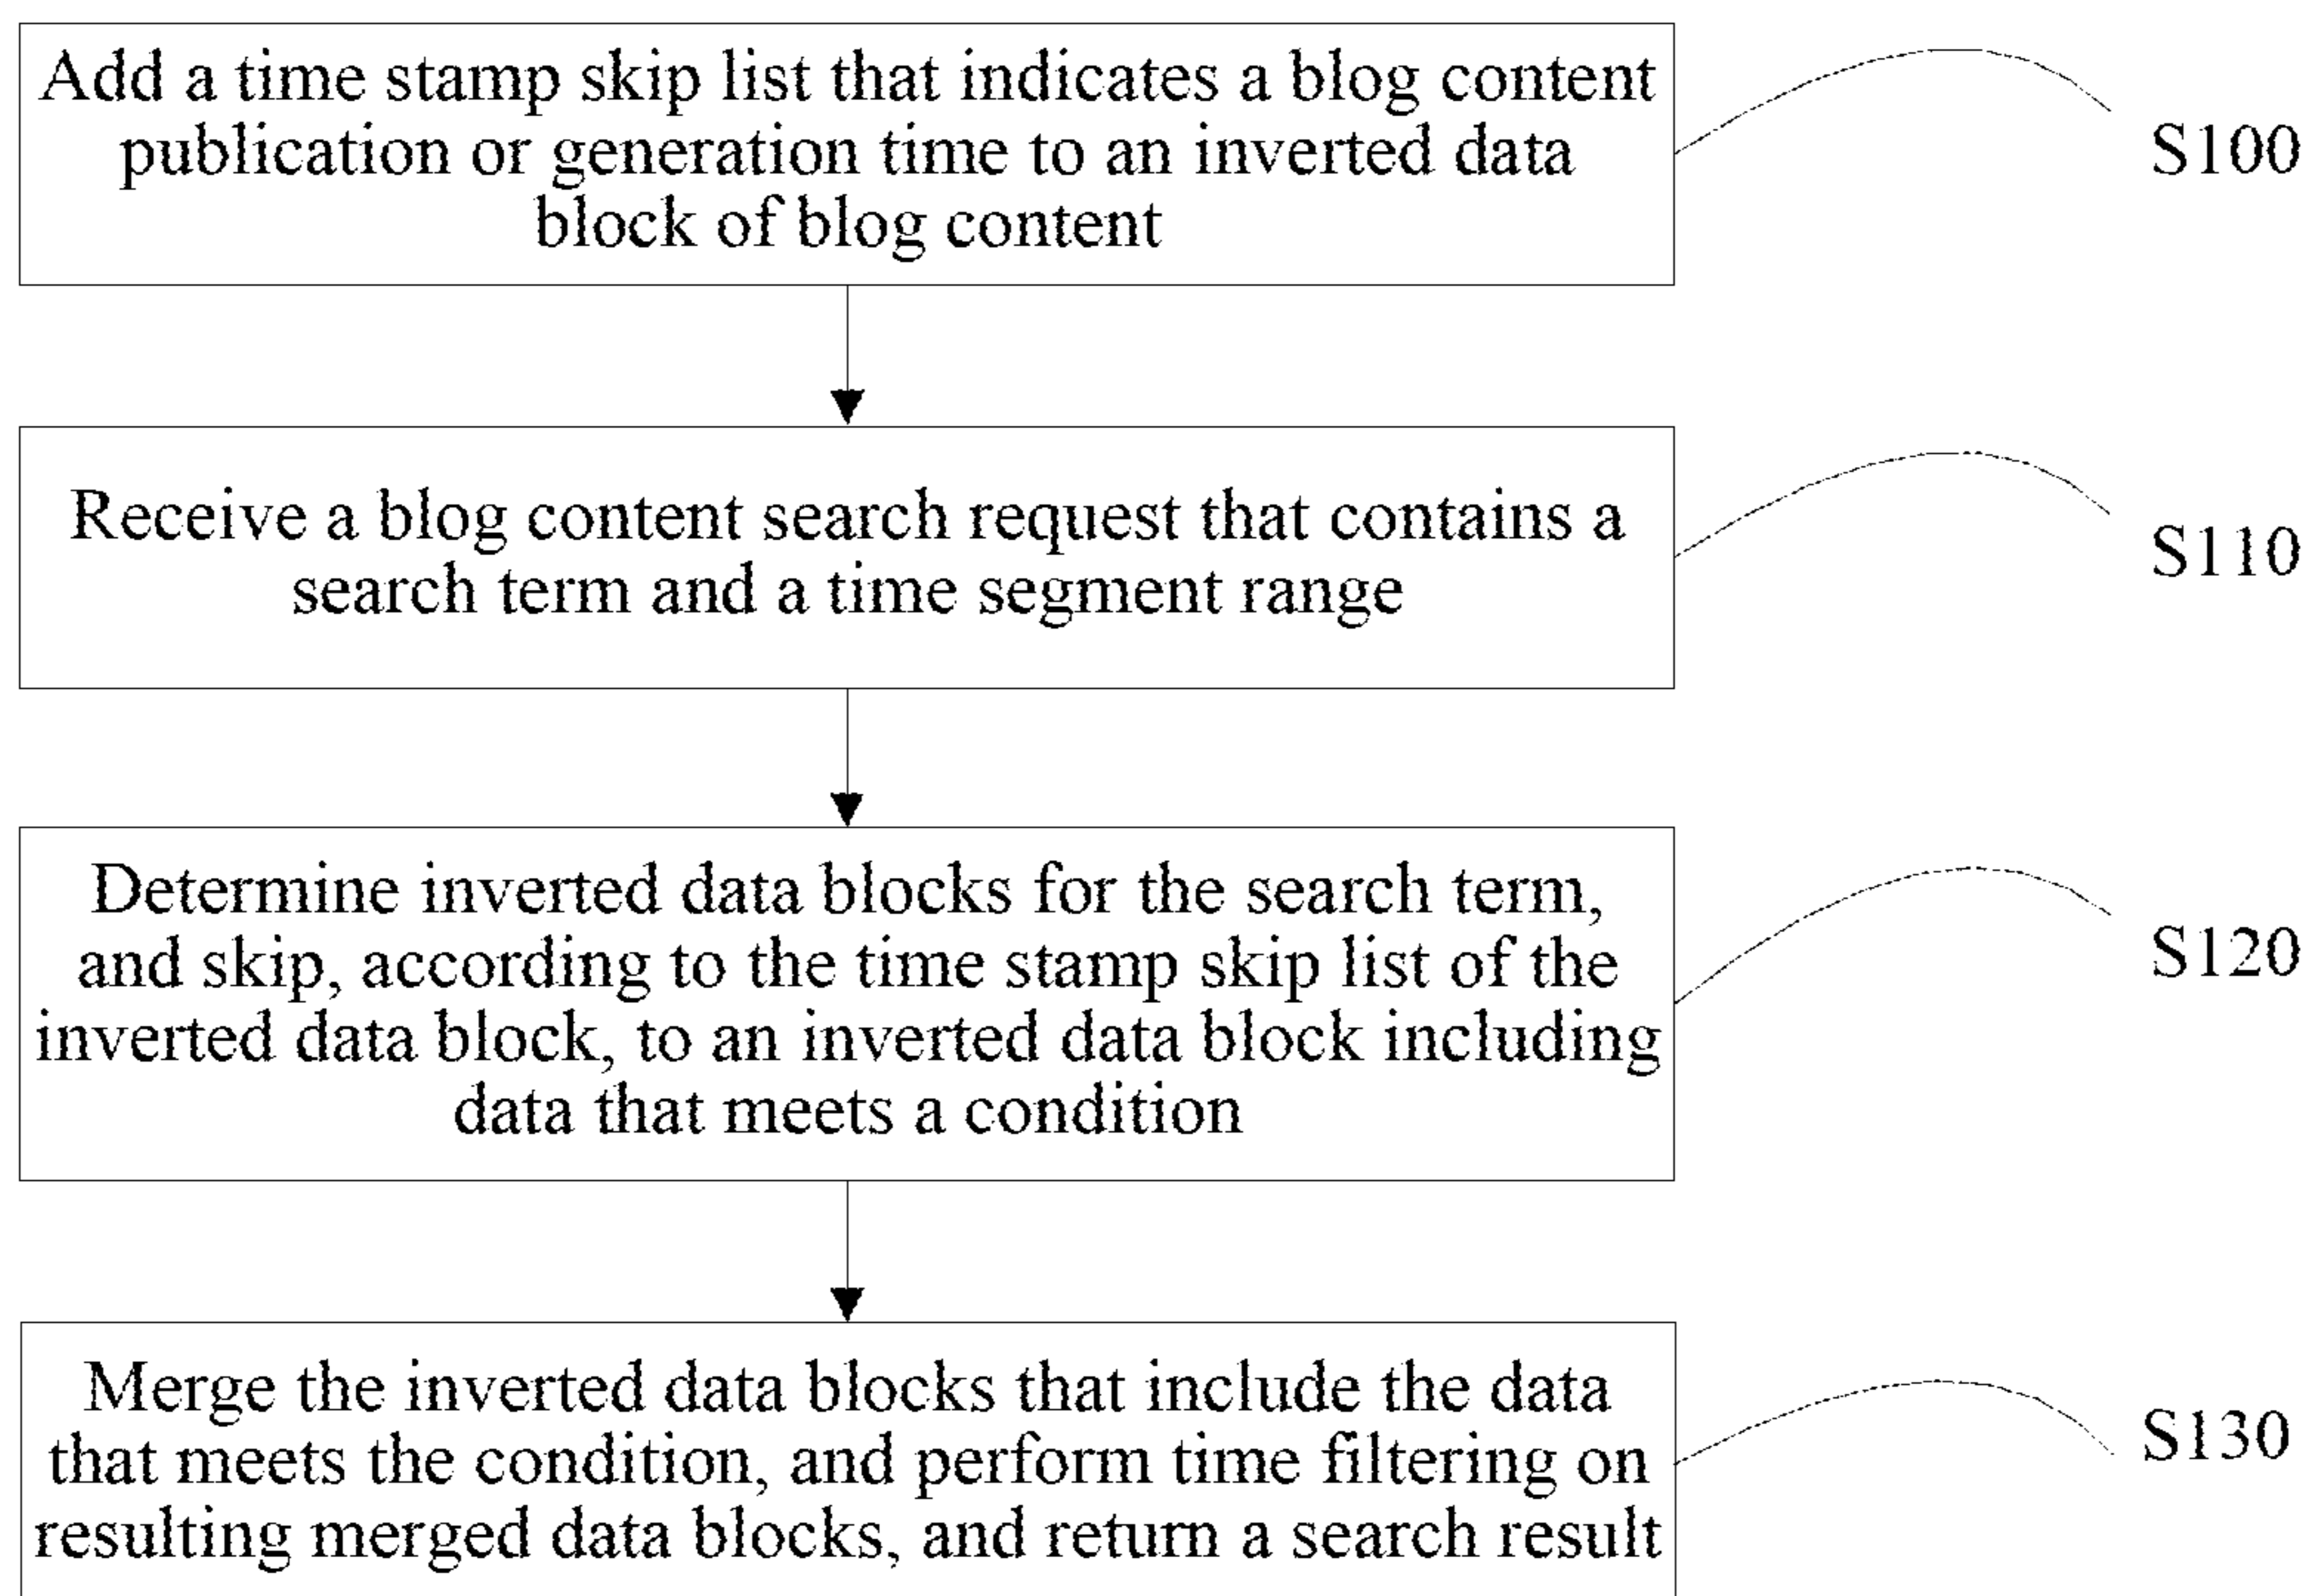 Add a time stamp skip list that indicates a blog content
publication or generation time to an inverted data
block of blog content
S100
Receive a blog content search request that contains a
search term and a time segment range
S110
Determine inverted data blocks for the search term,
and skip, according to the time stamp skip list of the
inverted data block, to an inverted data block including
data that meets a condition
S120
Merge the inverted data blocks that include the data
that meets the condition, and perform time filtering on
resulting merged data blocks, and return a search result
S130